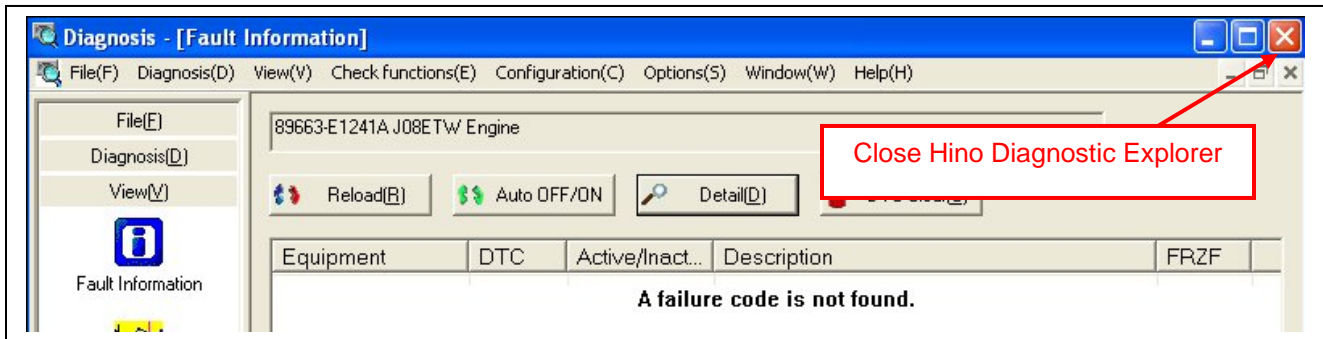 Diagnosis - [Fault Information]
File(F) Diagnosis(D) View(V) Check functions(E) Configuration(C) Options(S) Window(W) Help(H)
File(F)
Diagnosis(D)
View(V)
Fault Information
89663-E1241A J08ETW Engine
Close Hino Diagnostic Explorer
Reload(R) Auto OFF/ON Detail(D)
Equipment DTC Active/Inact... Description FRZF
A failure code is not found.